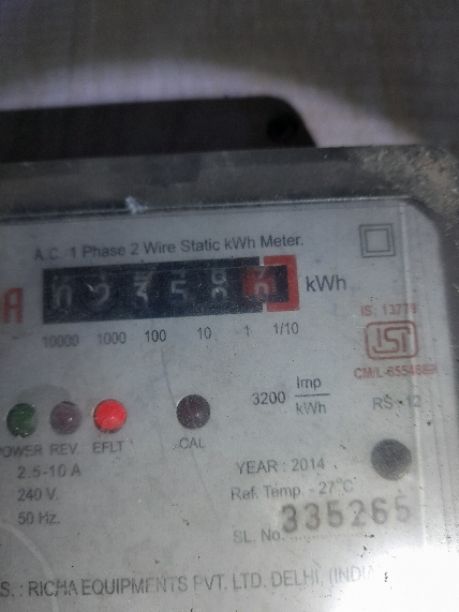 A.C. 1 Phase 2 Wire Static kWh Meter.
A
kWh
10000 1000 100 10 1 1/10
IS: 13779
ISI
3200 Imp/kWh
RS-12
POWER REV. EFLT
CAL
2.5-10 A
240 V.
50 Hz.
YEAR : 2014
Ref. Temp. - 27°C
SL. No. 335265
S. : RICHA EQUIPMENTS PVT. LTD. DELHI, (INDIA